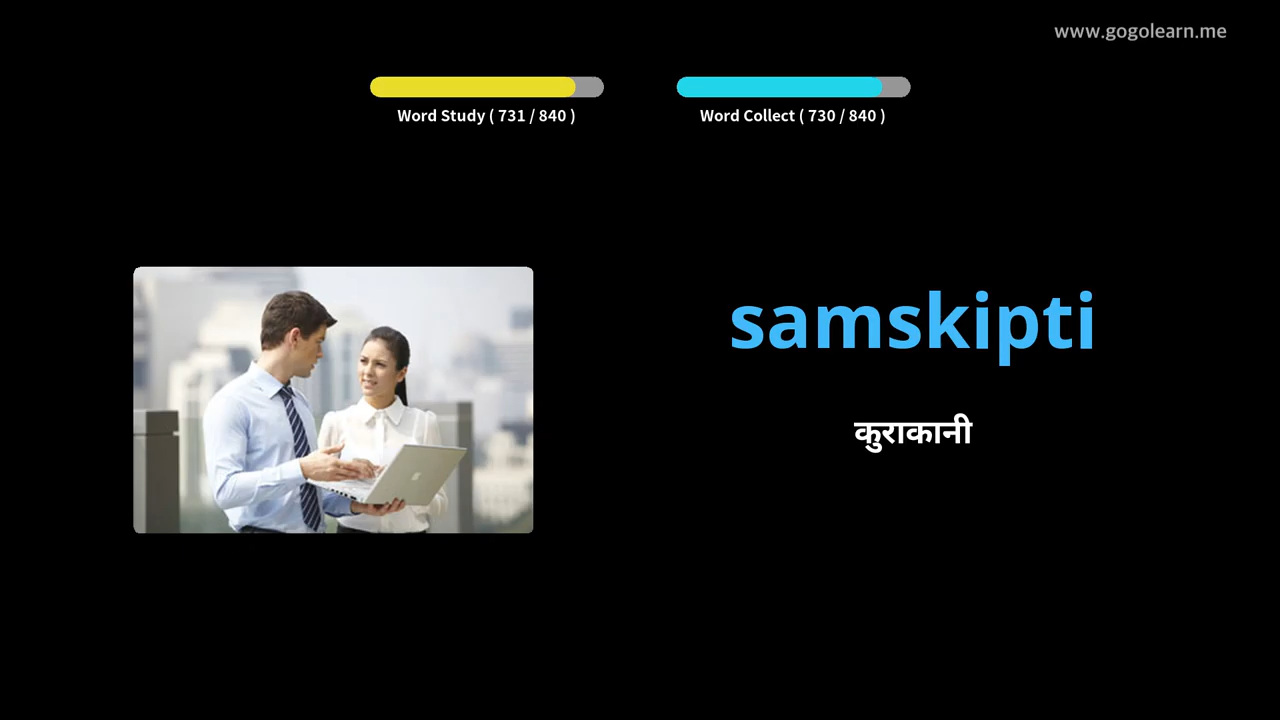 www.gogolearn.me
Word Study ( 731 / 840 )
Word Collect ( 730 / 840 )
samskipti
कुराकानी